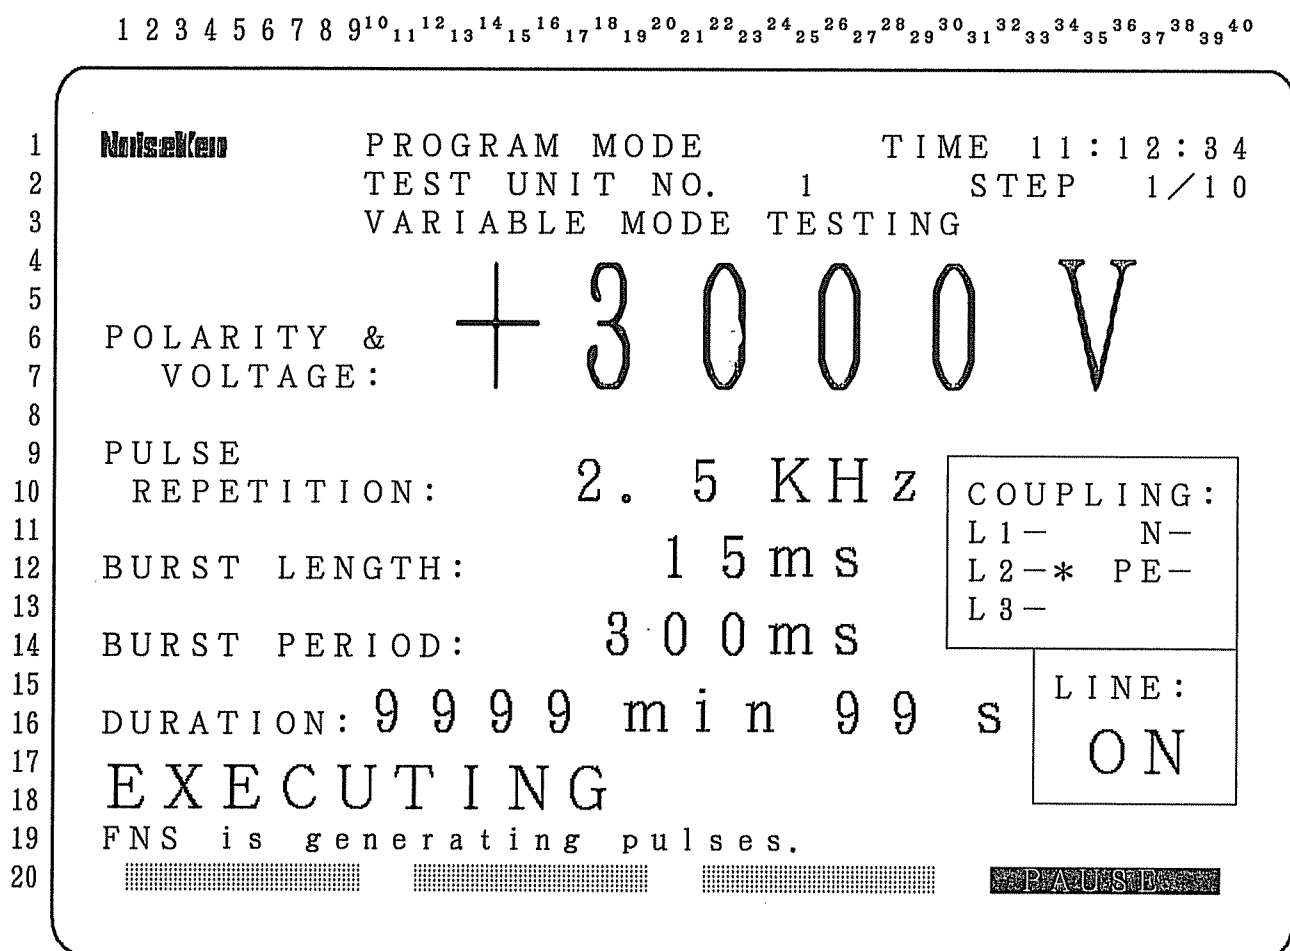 1 2 3 4 5 6 7 8 9 10 11 12 13 14 15 16 17 18 19 20 21 22 23 24 25 26 27 28 29 30 31 32 33 34 35 36 37 38 39 40
1 NoiseKen PROGRAM MODE TIME 11:12:34
2 TEST UNIT NO. 1 STEP 1/10
3 VARIABLE MODE TESTING
4
5 +3000V
6 POLARITY &
7 VOLTAGE:
8
9 PULSE
10 REPETITION: 2.5 KHz COUPLING:
11 L1- N-
12 BURST LENGTH: 15ms L2-* PE-
13 L3-
14 BURST PERIOD: 300ms
15 LINE:
16 DURATION: 9999 min 99 s
17 ON
18 EXECUTING
19 FNS is generating pulses.
20 PAUSE